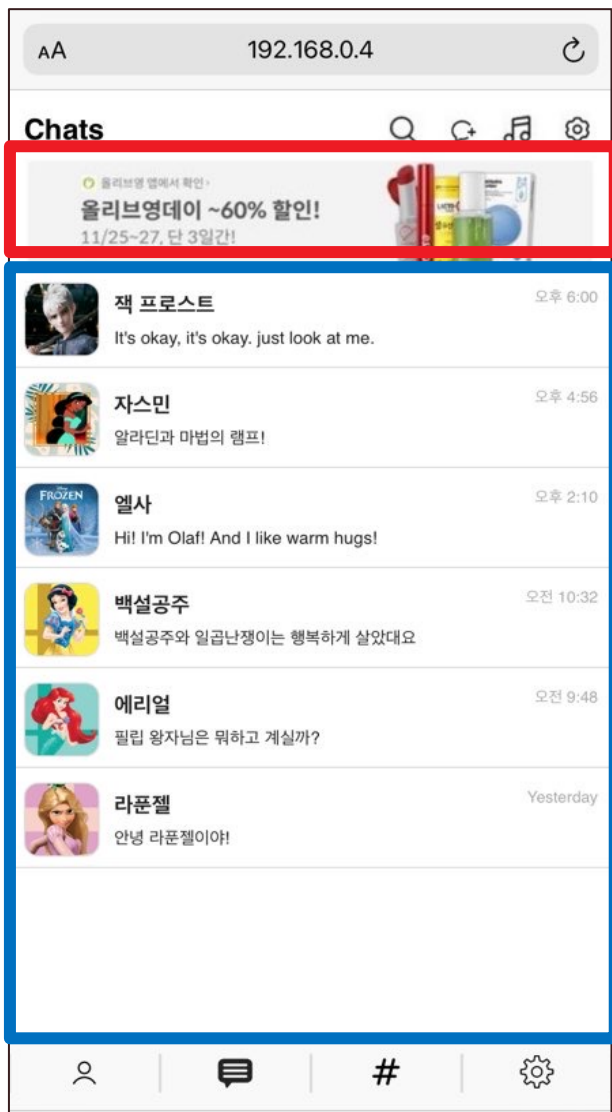 AA 192.168.0.4
Chats
올리브영 앱에서 확인 ›
올리브영데이 ~60% 할인!
11/25~27, 단 3일간!
잭 프로스트 오후 6:00
It's okay, it's okay. just look at me.
자스민 오후 4:56
알라딘과 마법의 램프!
FROZEN
엘사 오후 2:10
Hi! I'm Olaf! And I like warm hugs!
백설공주 오전 10:32
백설공주와 일곱난쟁이는 행복하게 살았대요
에리얼 오전 9:48
필립 왕자님은 뭐하고 계실까?
라푼젤 Yesterday
안녕 라푼젤이야!
#